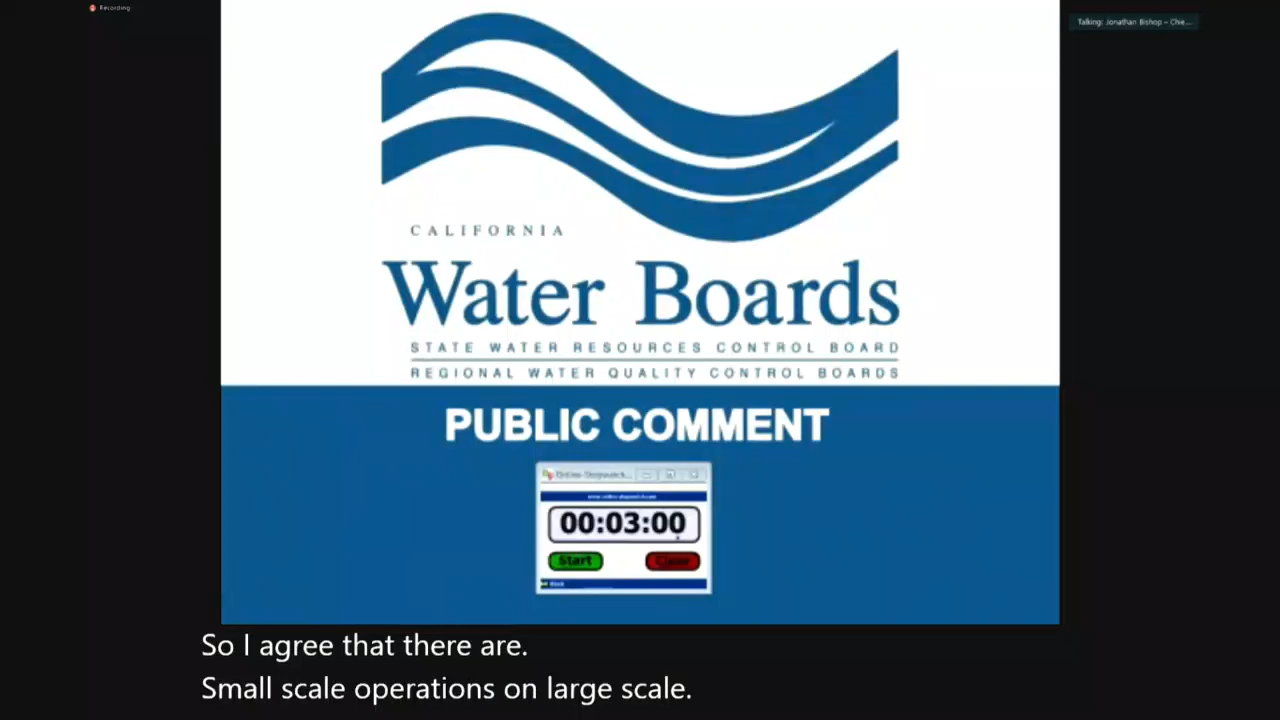 Recording
Talking: Jonathan Bishop – Chie...
CALIFORNIA
Water Boards
STATE WATER RESOURCES CONTROL BOARD
REGIONAL WATER QUALITY CONTROL BOARDS
PUBLIC COMMENT
00:03:00
Start
Clear
So I agree that there are.
Small scale operations on large scale.